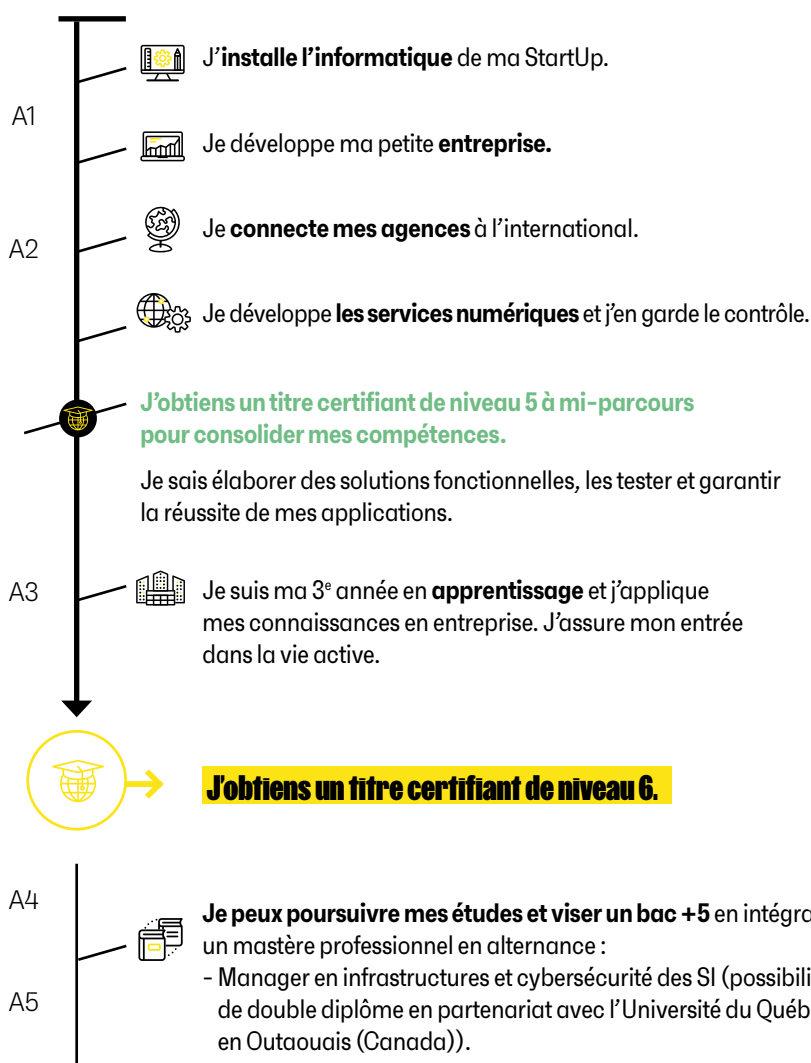 J'installe l'informatique de ma StartUp.
A1
Je développe ma petite entreprise.
Je connecte mes agences à l'international.
A2
Je développe les services numériques et j'en garde le contrôle.
J'obtiens un titre certifiant de niveau 5 à mi-parcours
pour consolider mes compétences.
Je sais élaborer des solutions fonctionnelles, les tester et garantir
la réussite de mes applications.
A3
Je suis ma 3e année en apprentissage et j'applique
mes connaissances en entreprise. J'assure mon entrée
dans la vie active.
J'obtiens un titre certifiant de niveau 6.
A4
Je peux poursuivre mes études et viser un bac +5 en
un mastère professionnel en alternance :
- Manager en infrastructures et cybersécurité des SI
A5
de double diplôme en partenariat avec l'Université du
en Outaouais (Canada)).